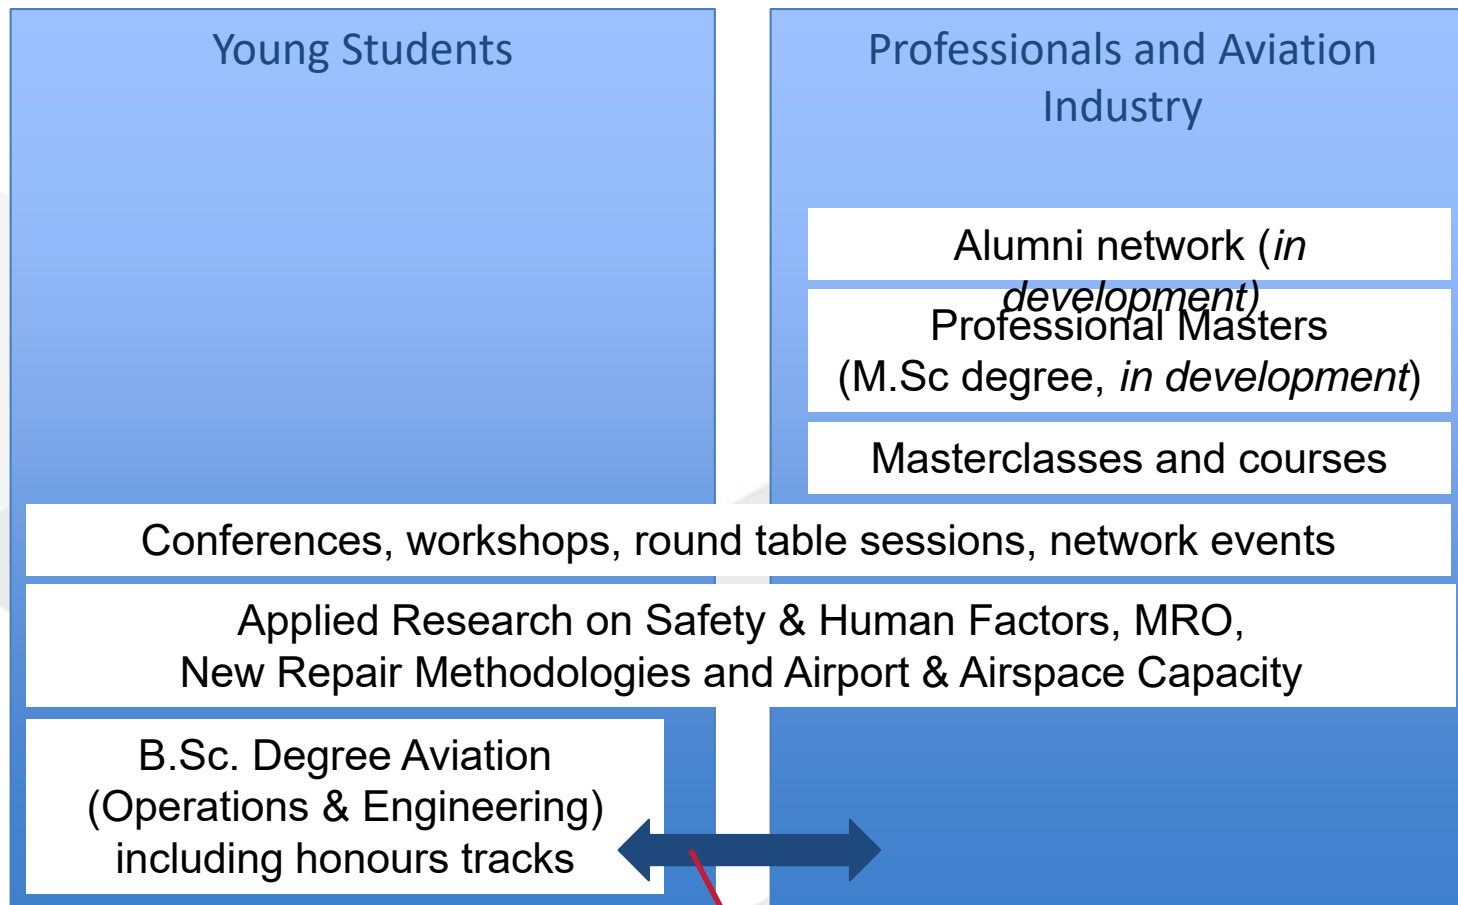 Young Students
Professionals and Aviation
Industry
Alumni network (in
development)
Professional Masters
(M.Sc degree, in development)
Masterclasses and courses
Conferences, workshops, round table sessions, network events
Applied Research on Safety & Human Factors, MRO,
New Repair Methodologies and Airport & Airspace Capacity
B.Sc. Degree Aviation
(Operations & Engineering)
including honours tracks